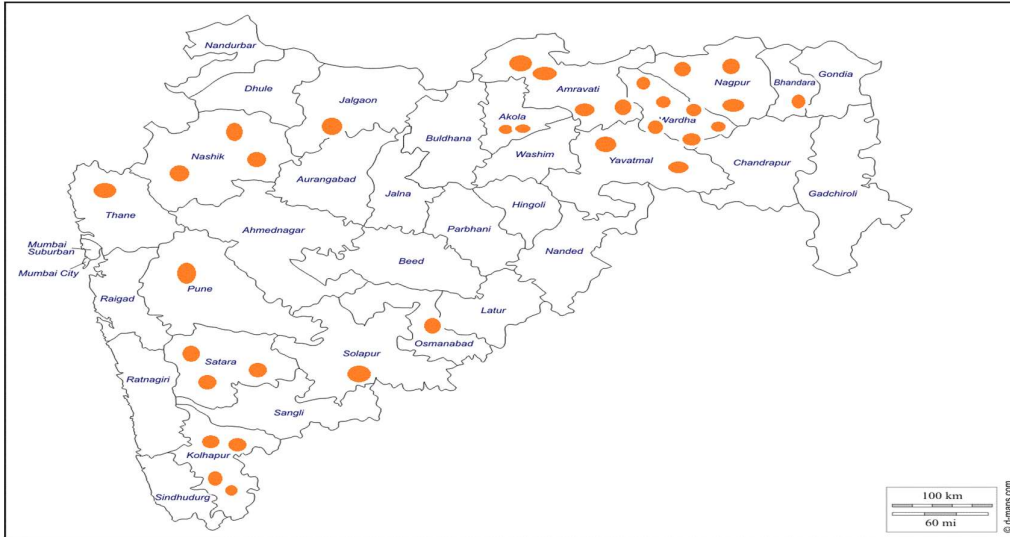 Nandurbar
Dhule
Jalgaon
Amravati
Nagpur
Bhandara
Gondia
Akola
Buldhana
Wardha
Nashik
Washim
Yavatmal
Chandrapur
Aurangabad
Jalna
Hingoli
Gadchiroli
Thane
Ahmednagar
Parbhani
Mumbai
Suburban
Mumbai City
Nanded
Beed
Raigad
Pune
Latur
Osmanabad
Satara
Solapur
Ratnagiri
Sangli
Kolhapur
Sindhudurg
100 km
60 mi
© d-maps.com